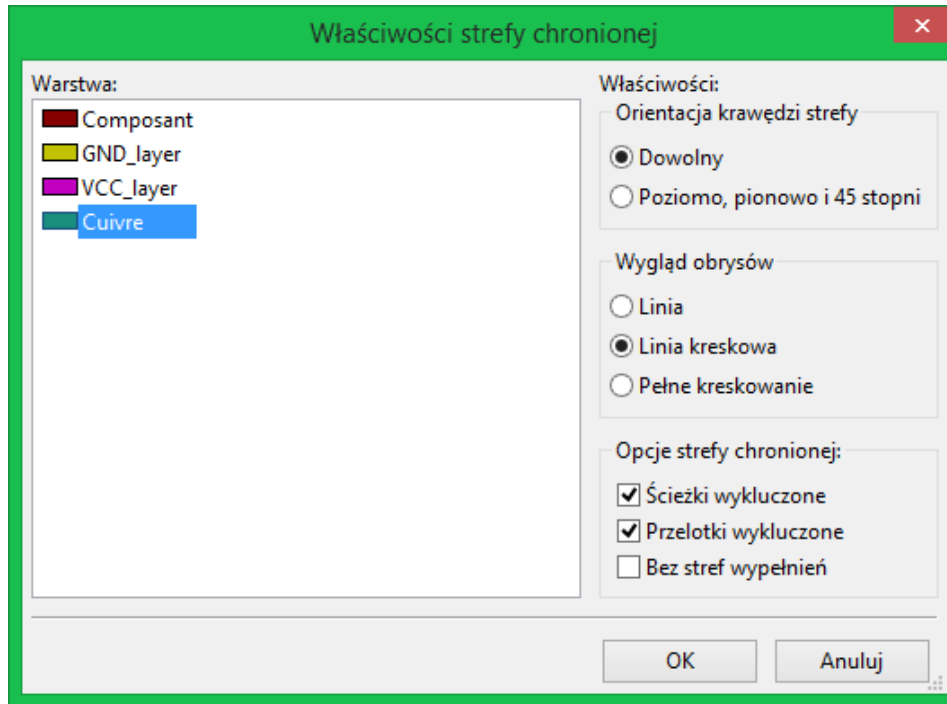 Właściwości strefy chronionej
Warstwa:
Composant
GND_layer
VCC_layer
Cuivre
Właściwości:
Orientacja krawędzi strefy
Dowolny
Poziomo, pionowo i 45 stopni
Wygląd obrysów
Linia
Linia kreskowa
Pełne kreskowanie
Opcje strefy chronionej:
Ścieżki wykluczone
Przelotki wykluczone
Bez stref wypełnień
OK
Anuluj